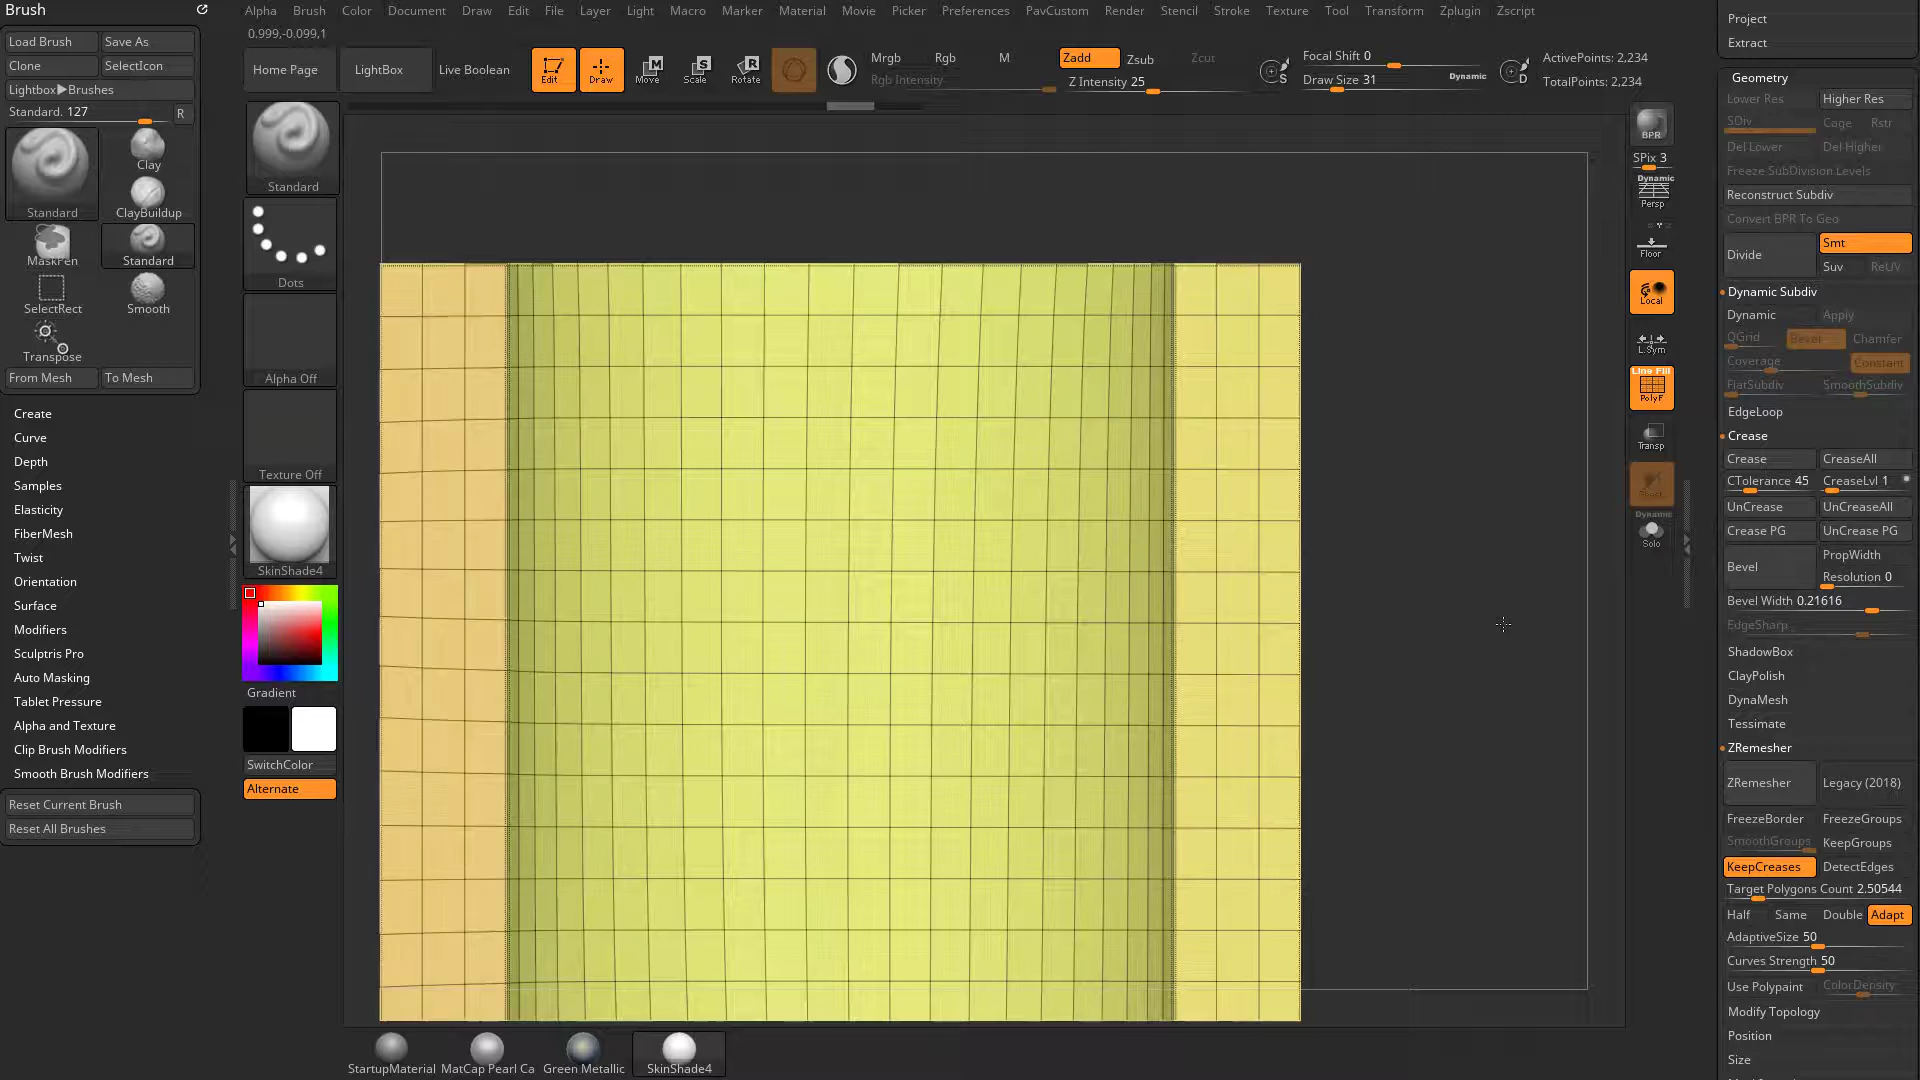 Brush
Alpha Brush Color Document Draw Edit File Layer Light Macro Marker Material Movie Picker Preferences PavCustom Render Stencil Stroke Texture Tool Transform Zplugin Zscript
0.999,-0.099,1
Load Brush Save As
Clone SelectIcon
Lightbox▶Brushes
Standard. 127 R
Clay
Standard ClayBuildup
MaskPen Standard
SelectRect Smooth
Transpose
From Mesh To Mesh
Create
Curve
Depth
Samples
Elasticity
FiberMesh
Twist
Orientation
Surface
Modifiers
Sculptris Pro
Auto Masking
Tablet Pressure
Alpha and Texture
Clip Brush Modifiers
Smooth Brush Modifiers
Reset Current Brush
Reset All Brushes
Home Page LightBox Live Boolean
Edit Draw Move Scale Rotate
Mrgb Rgb M
Rgb Intensity
Zadd Zsub Zcut
Z Intensity 25
S
Focal Shift 0
Draw Size 31 Dynamic
D
ActivePoints: 2,234
TotalPoints: 2,234
Standard
Dots
Alpha Off
Texture Off
SkinShade4
Gradient
SwitchColor
Alternate
BPR
SPix 3
Dynamic
Persp
Floor
Local
L.Sym
Line Fill
PolyF
Transp
Dynamic
Solo
StartupMaterial MatCap Pearl Ca Green Metallic SkinShade4
Project
Extract
Geometry
Lower Res Higher Res
SDiv Cage Rstr
Del Lower Del Higher
Freeze SubDivision Levels
Reconstruct Subdiv
Convert BPR To Geo
Divide Smt
Suv ReUV
Dynamic Subdiv
Dynamic Apply
QGrid Bevel Chamfer
Coverage Constant
FlatSubdiv SmoothSubdiv
EdgeLoop
Crease
Crease CreaseAll
CTolerance 45 CreaseLvl 1
UnCrease UnCreaseAll
Crease PG UnCrease PG
Bevel PropWidth
Resolution 0
Bevel Width 0.21616
EdgeSharp
ShadowBox
ClayPolish
DynaMesh
Tessimate
ZRemesher
ZRemesher Legacy (2018)
FreezeBorder FreezeGroups
SmoothGroups KeepGroups
KeepCreases DetectEdges
Target Polygons Count 2.50544
Half Same Double Adapt
AdaptiveSize 50
Curves Strength 50
Use Polypaint ColorDensity
Modify Topology
Position
Size